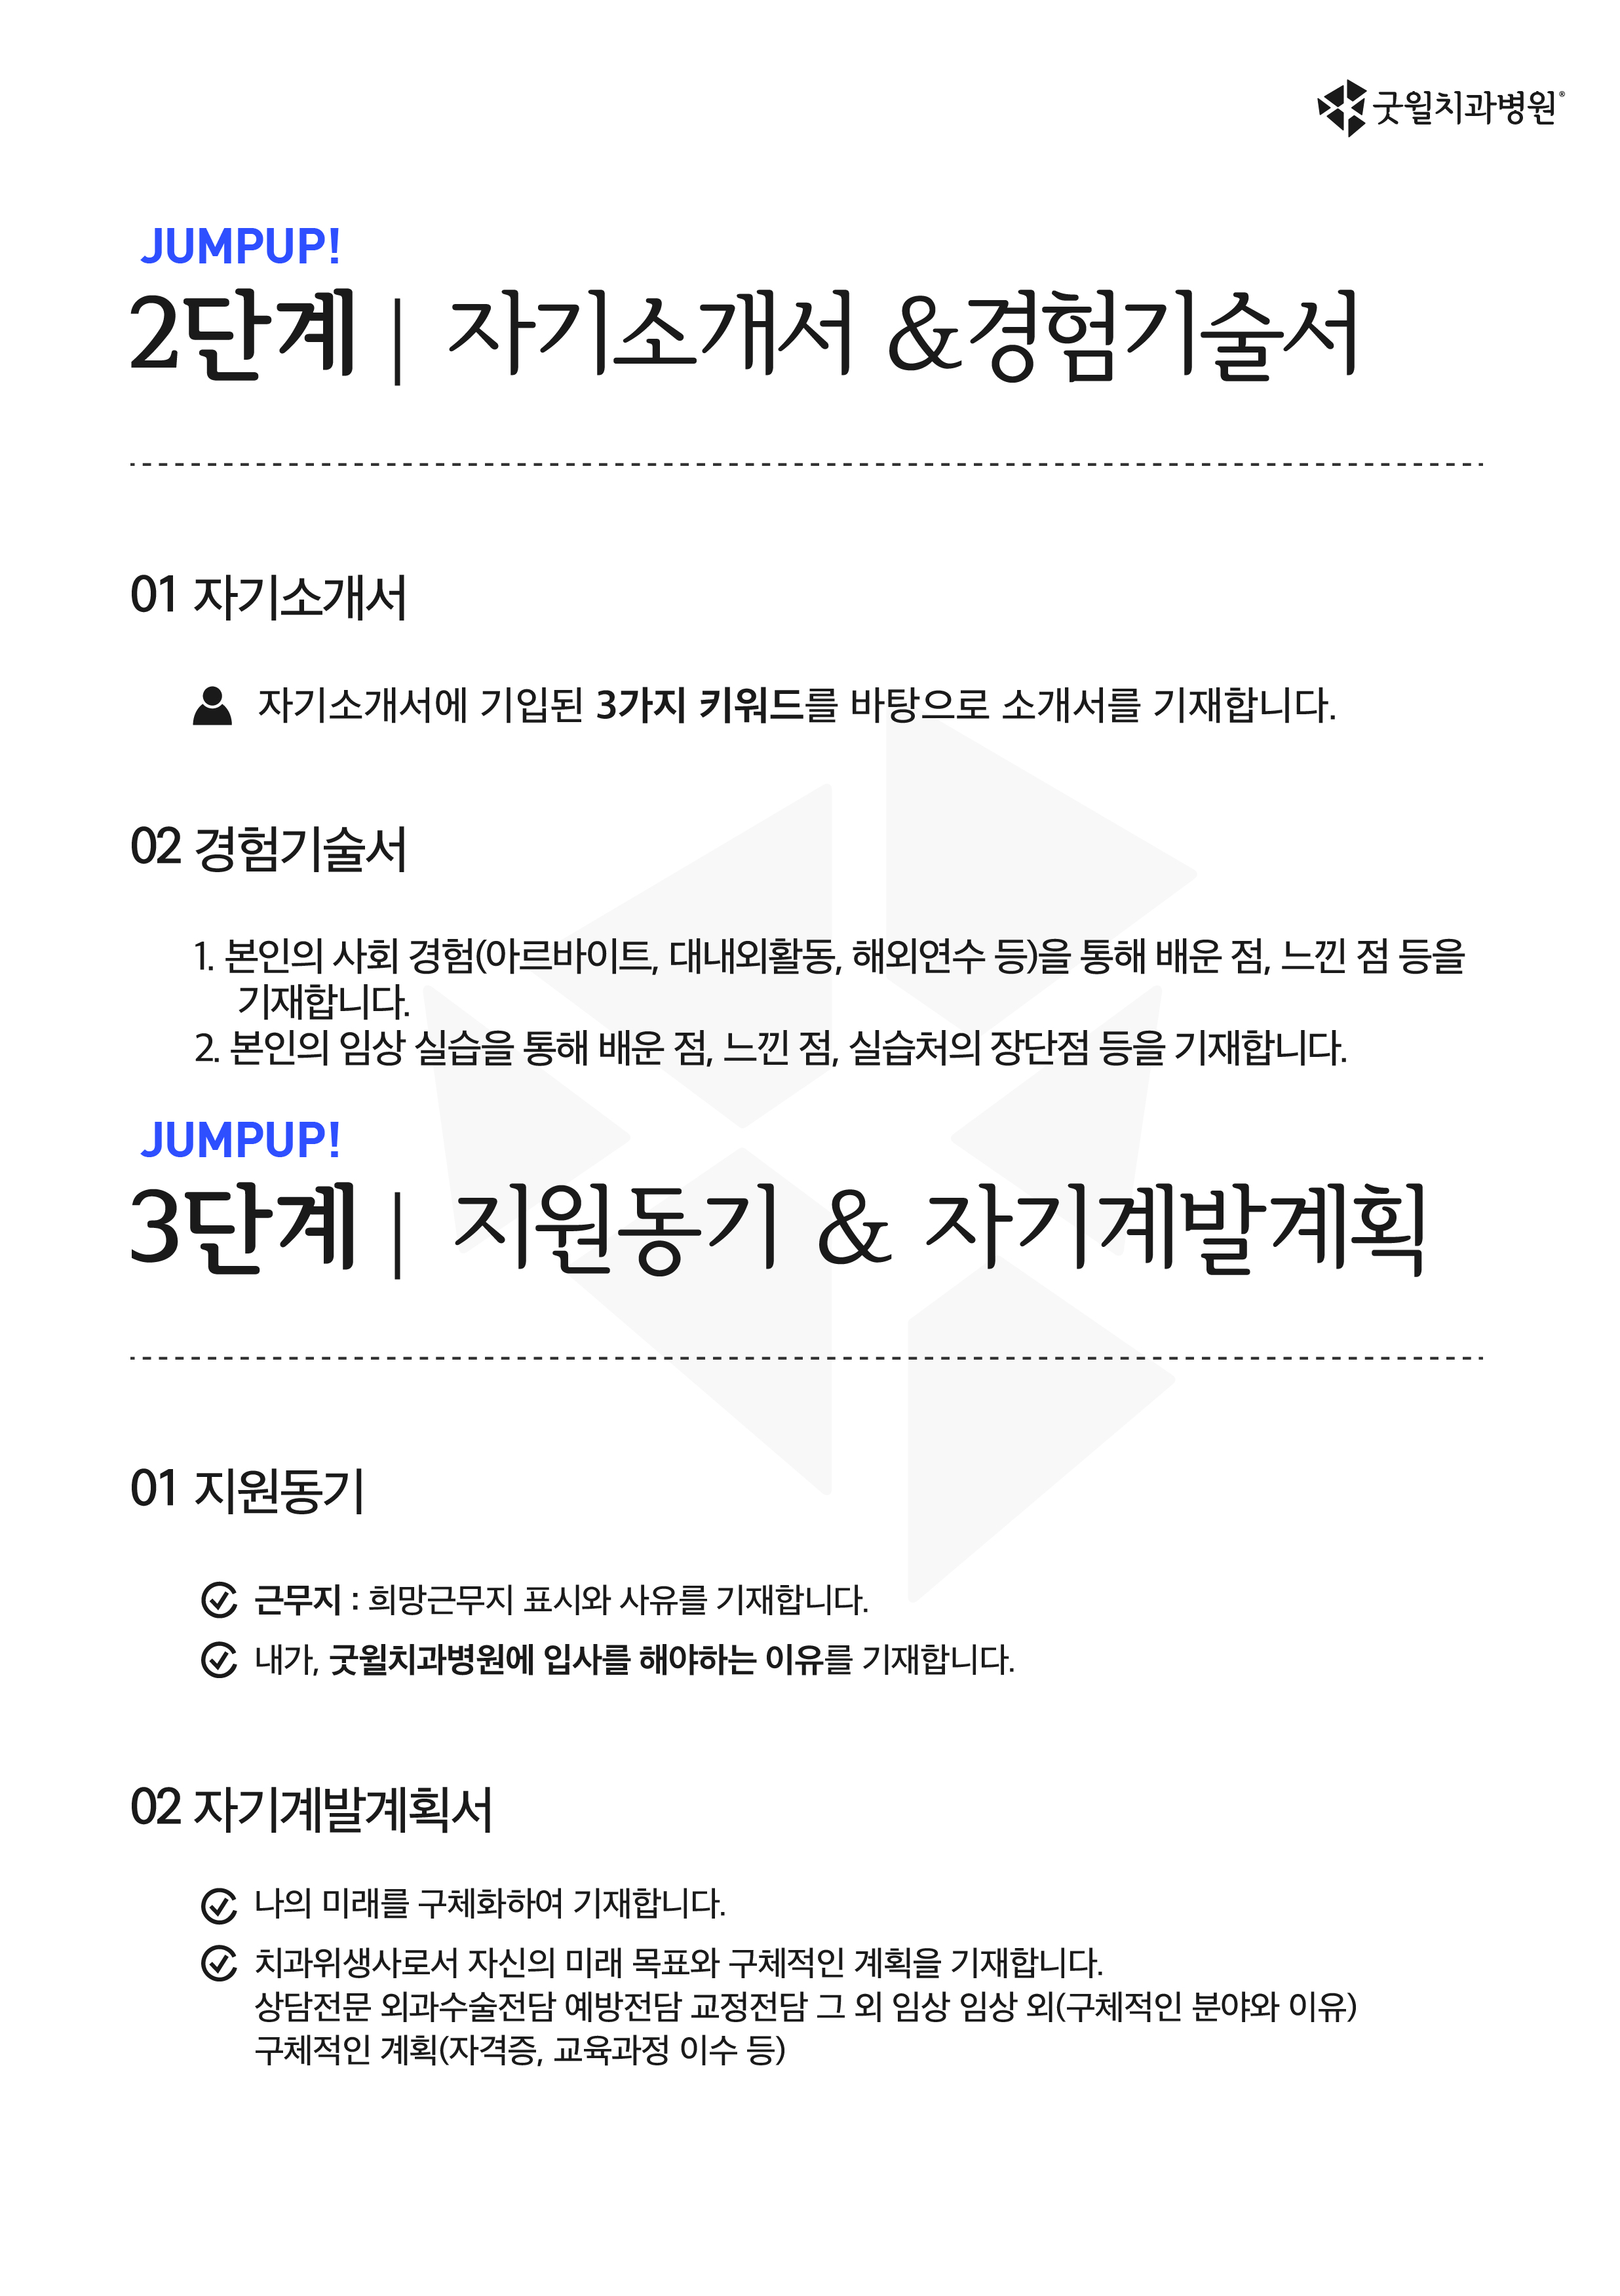 굿윌치과병원®
JUMPUP!
2단계 | 자기소개서 &경험기술서
01 자기소개서
자기소개서에 기입된 3가지 키워드를 바탕으로 소개서를 기재합니다.
02 경험기술서
1. 본인의 사회 경험(아르바이트, 대내외활동, 해외연수 등)을 통해 배운 점, 느낀 점 등을
기재합니다.
2. 본인의 임상 실습을 통해 배운 점, 느낀 점, 실습처의 장단점 등을 기재합니다.
JUMPUP!
3단계 | 지원동기 & 자기계발계획
01 지원동기
근무지 : 희망근무지 표시와 사유를 기재합니다.
내가, 굿윌치과병원에 입사를 해야하는 이유를 기재합니다.
02 자기계발계획서
나의 미래를 구체화하여 기재합니다.
치과위생사로서 자신의 미래 목표와 구체적인 계획을 기재합니다.
상담전문 외과수술전담 예방전담 교정전담 그 외 임상 임상 외(구체적인 분야와 이유)
구체적인 계획(자격증, 교육과정 이수 등)